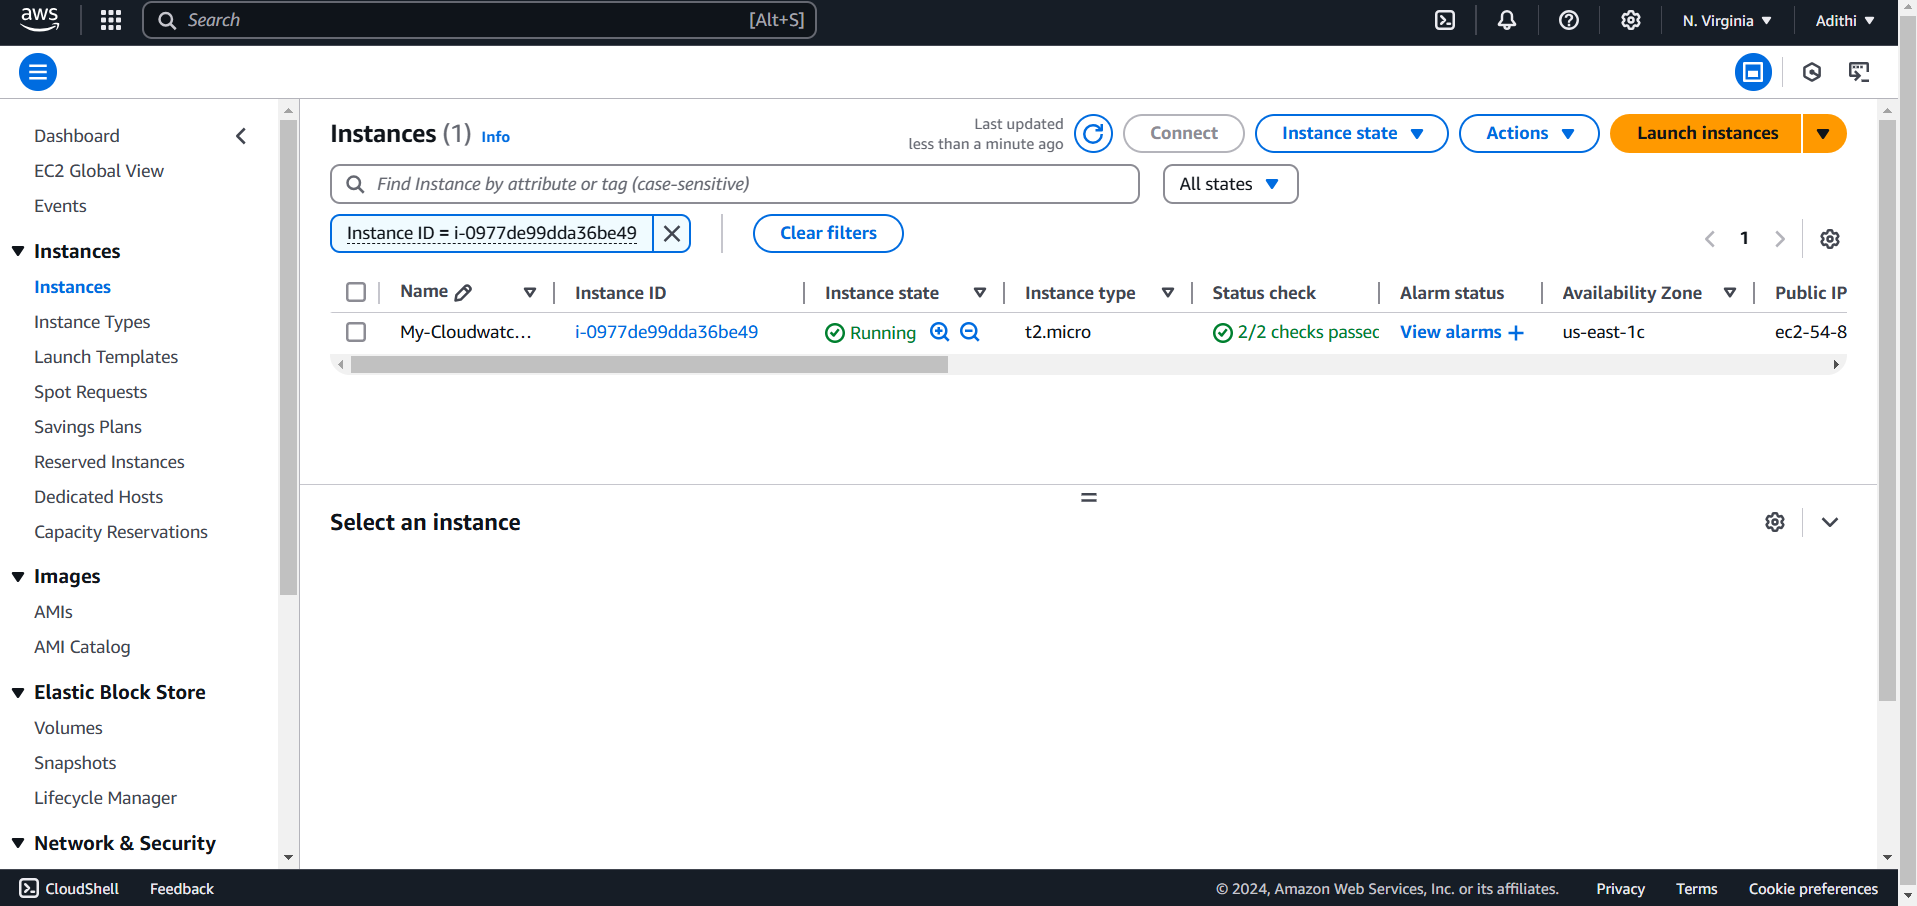 aws
Search [Alt+S]
N. Virginia
Adithi
Dashboard
EC2 Global View
Events
Instances
Instances
Instance Types
Launch Templates
Spot Requests
Savings Plans
Reserved Instances
Dedicated Hosts
Capacity Reservations
Images
AMIs
AMI Catalog
Elastic Block Store
Volumes
Snapshots
Lifecycle Manager
Network & Security
Instances (1) Info
Last updated
less than a minute ago
Connect
Instance state
Actions
Launch instances
Find Instance by attribute or tag (case-sensitive)
All states
Instance ID = i-0977de99dda36be49
Clear filters
1
Name Instance ID Instance state Instance type Status check Alarm status Availability Zone Public IP
My-Cloudwatc... i-0977de99dda36be49 Running t2.micro 2/2 checks passec View alarms + us-east-1c ec2-54-8
Select an instance
CloudShell Feedback © 2024, Amazon Web Services, Inc. or its affiliates. Privacy Terms Cookie preferences